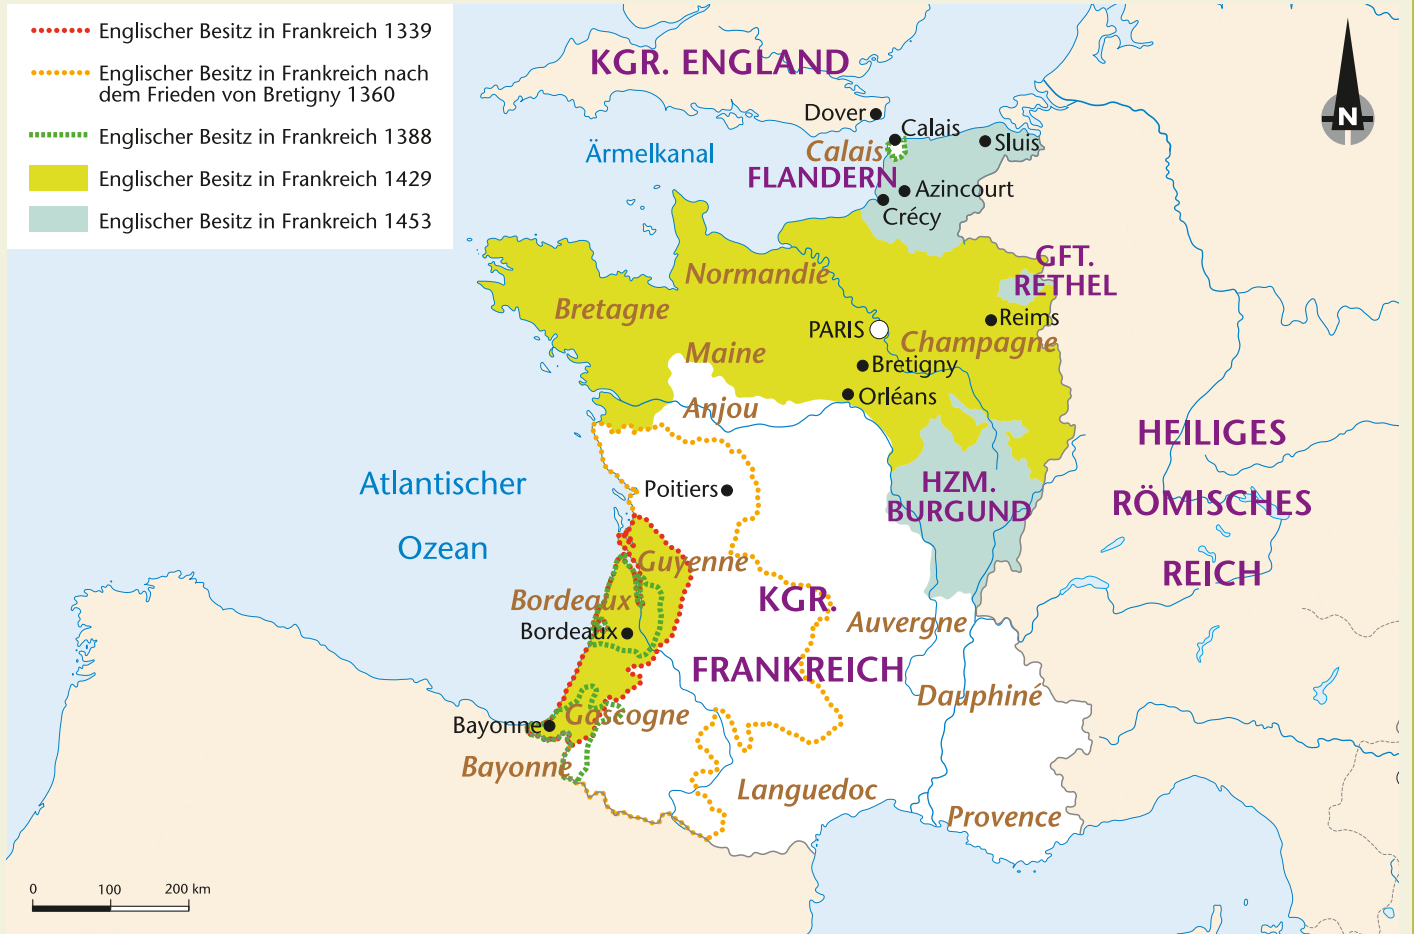 Englischer Besitz in Frankreich 1339
Englischer Besitz in Frankreich nach
dem Frieden von Bretigny 1360
Englischer Besitz in Frankreich 1388
Englischer Besitz in Frankreich 1429
Englischer Besitz in Frankreich 1453
KGR. ENGLAND
N
Dover
Calais
Sluis
Calais
Ärmelkanal
FLANDERN
Azincourt
Crécy
GFT.
RETHEL
Normandie
Bretagne
Reims
PARIS
Champagne
Maine
Bretigny
Orléans
Anjou
HEILIGES
RÖMISCHES
REICH
Atlantischer
Ozean
Poitiers
HZM.
BURGUND
Guyenne
KGR.
FRANKREICH
Bordeaux
Bordeaux
Auvergne
Dauphiné
Gascogne
Bayonne
Bayonne
Languedoc
Provence
0 100 200 km